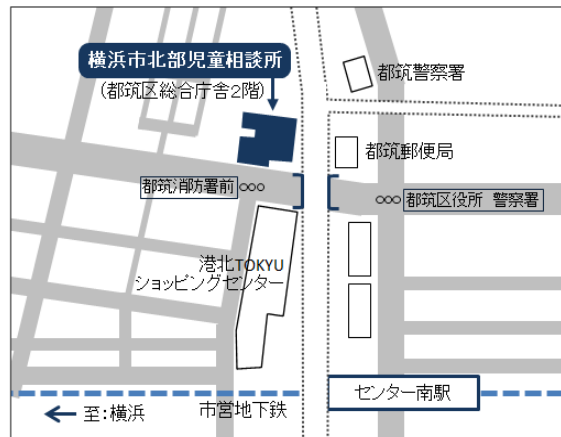 横浜市北部児童相談所
(都筑区総合庁舎2階)
都筑警察署
都筑郵便局
都筑消防署前
都筑区役所 警察署
港北TOKYU
ショッピングセンター
センター南駅
市営地下鉄
← 至:横浜